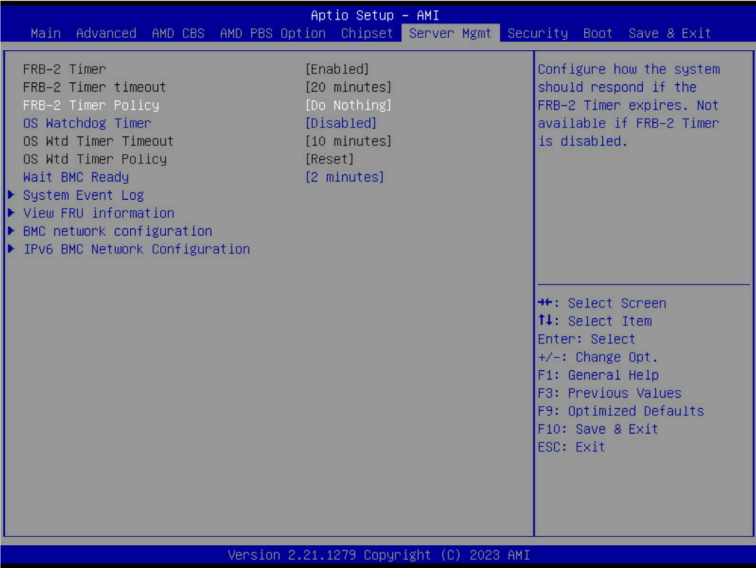 Aptio Setup – AMI
Main Advanced AMD CBS AMD PBS Option Chipset Server Mgmt Security Boot Save & Exit
FRB-2 Timer [Enabled]
FRB-2 Timer timeout [20 minutes]
FRB-2 Timer Policy [Do Nothing]
OS Watchdog Timer [Disabled]
OS Wtd Timer Timeout [10 minutes]
OS Wtd Timer Policy [Reset]
Wait BMC Ready [2 minutes]
System Event Log
View FRU information
BMC network configuration
IPv6 BMC Network Configuration
Configure how the system
should respond if the
FRB-2 Timer expires. Not
available if FRB-2 Timer
is disabled.
→←: Select Screen
↑↓: Select Item
Enter: Select
+/-: Change Opt.
F1: General Help
F3: Previous Values
F9: Optimized Defaults
F10: Save & Exit
ESC: Exit
Version 2.21.1279 Copyright (C) 2023 AMI